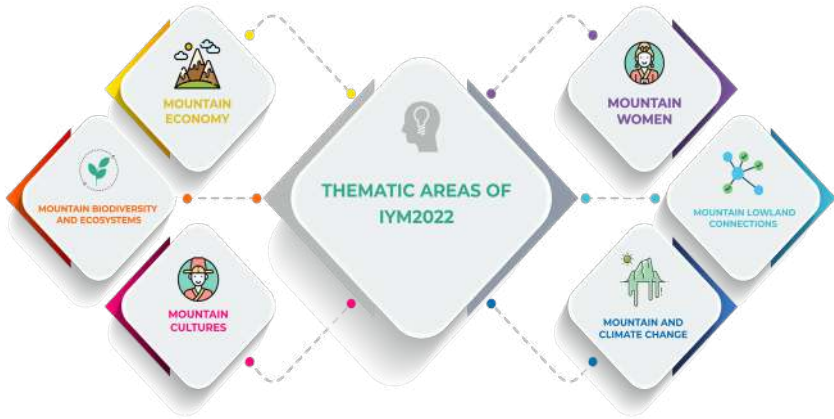 MOUNTAIN
ECONOMY
MOUNTAIN BIODIVERSITY
AND ECOSYSTEMS
MOUNTAIN
CULTURES
THEMATIC AREAS OF
IYM2022
MOUNTAIN
WOMEN
MOUNTAIN LOWLAND
CONNECTIONS
MOUNTAIN AND
CLIMATE CHANGE